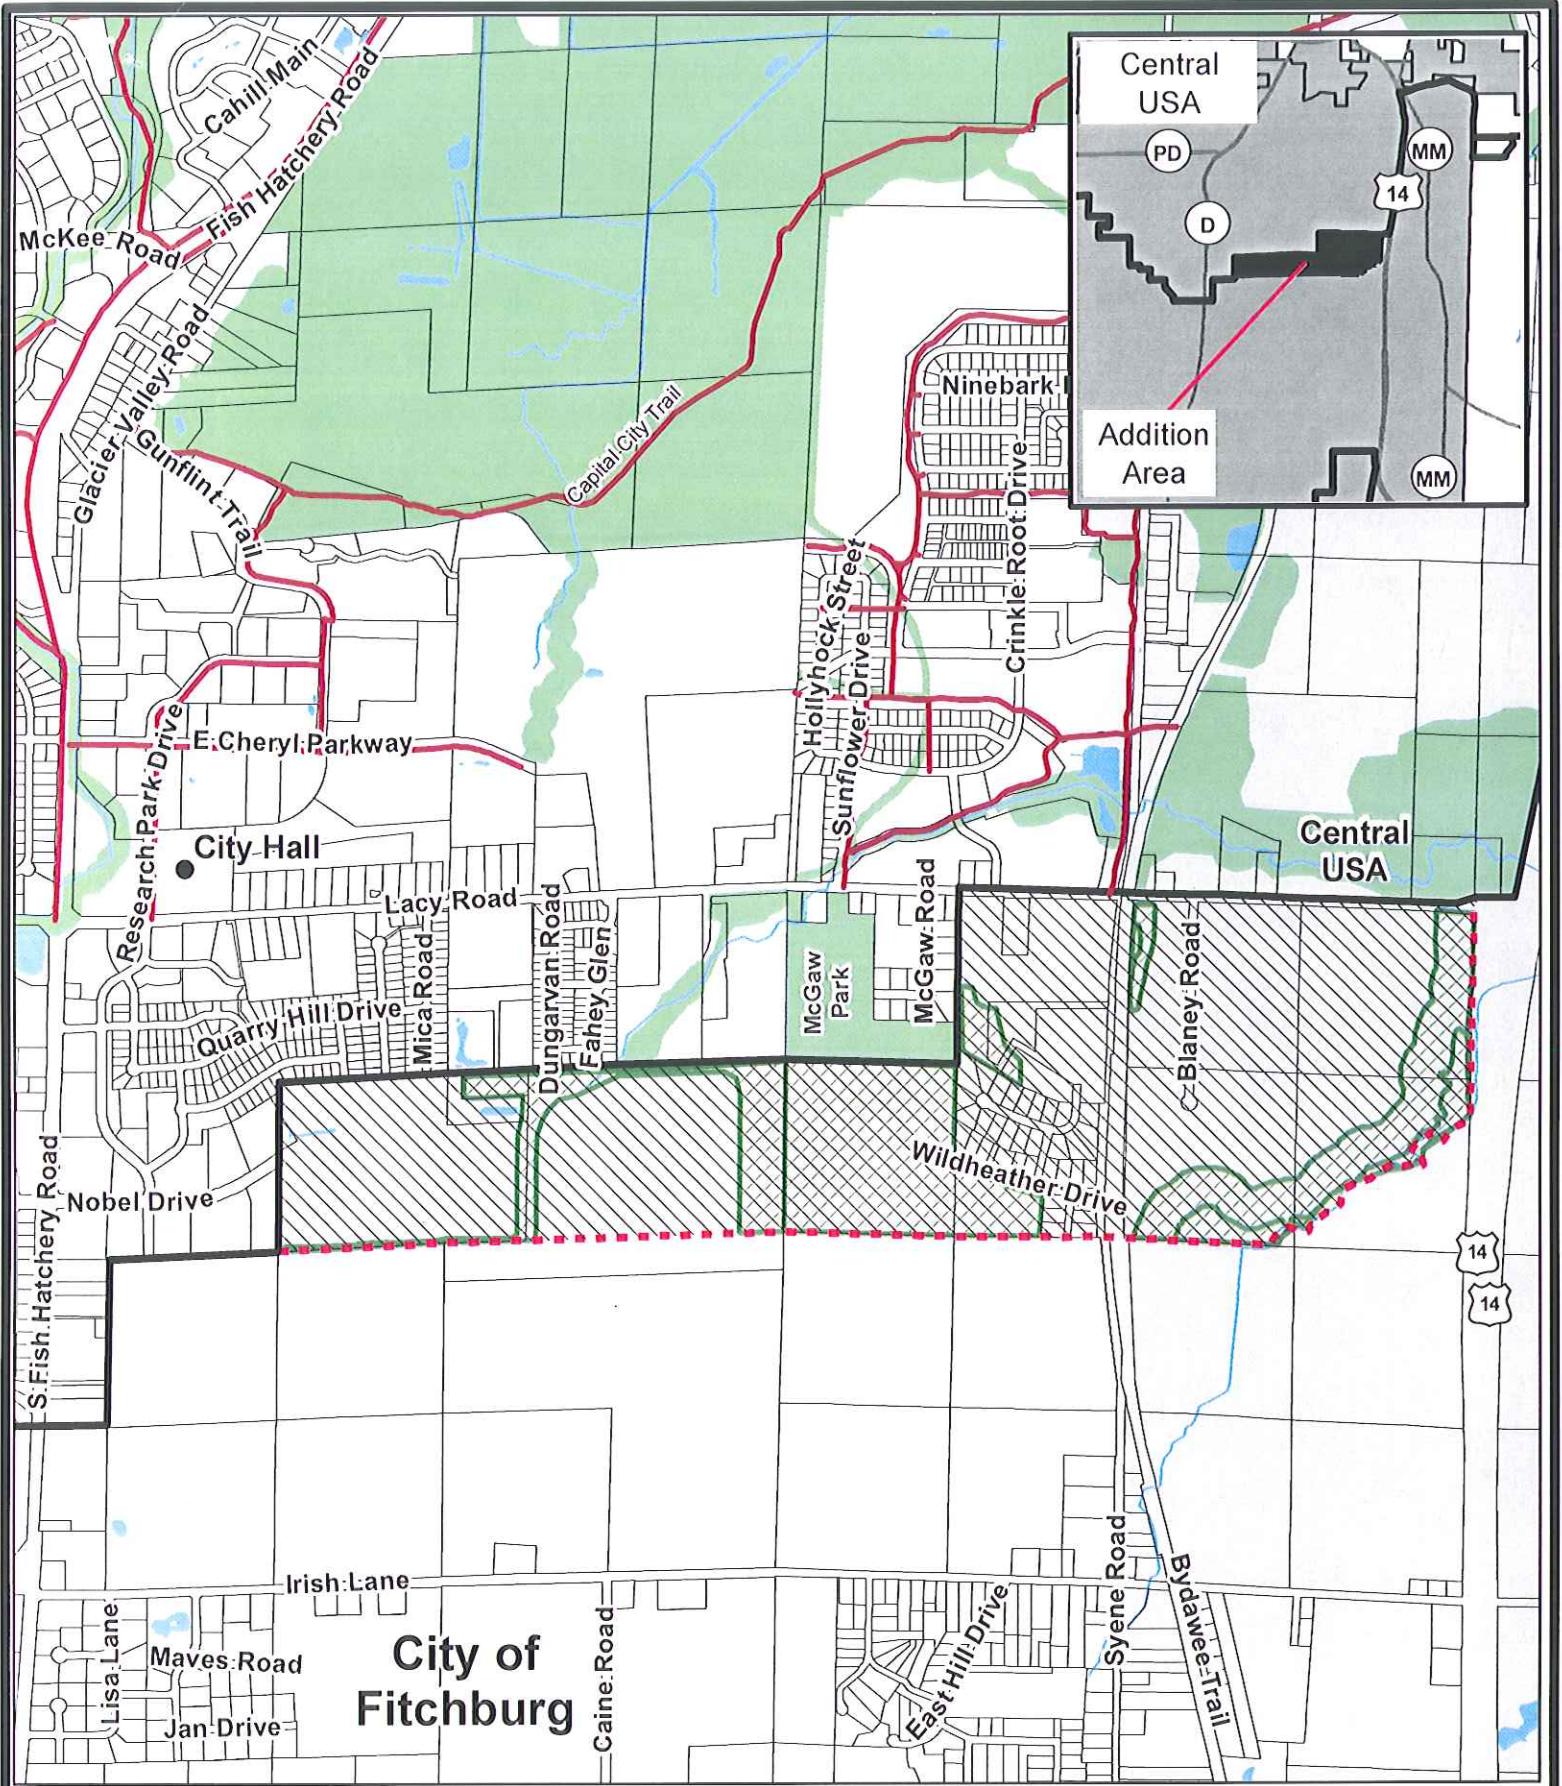 Cahill Main
Fish Hatchery Road
McKee Road
Central
USA
PD
MM
14
D
Addition
Area
MM
Glacier Valley Road
Gunflint Trail
Capital City Trail
Ninebark
Crinkle Root Drive
Hollyhock Street
Sunflower Drive
E Cheryl Parkway
Research Park Drive
City Hall
Central
USA
Lacy Road
Mica Road
Dungarvan Road
Fahey Glen
McGaw
Park
McGaw Road
Blaney Road
Quarry Hill Drive
Wildheather Drive
Nobel Drive
S Fish Hatchery Road
14
14
Irish Lane
Lisa Lane
Maves Road
Jan Drive
City of
Fitchburg
Caine Road
East Hill Drive
Syene Road
Bydawee Trail